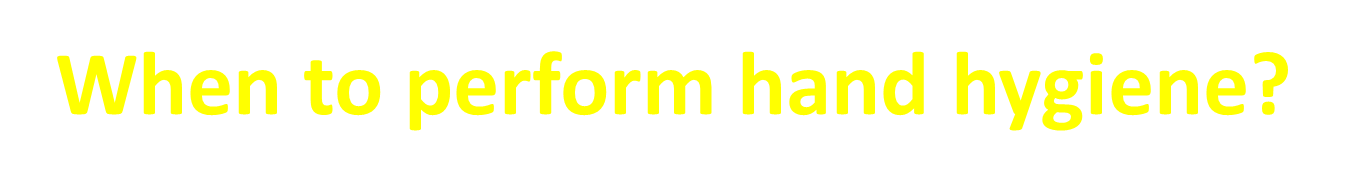 When to perform hand hygiene?